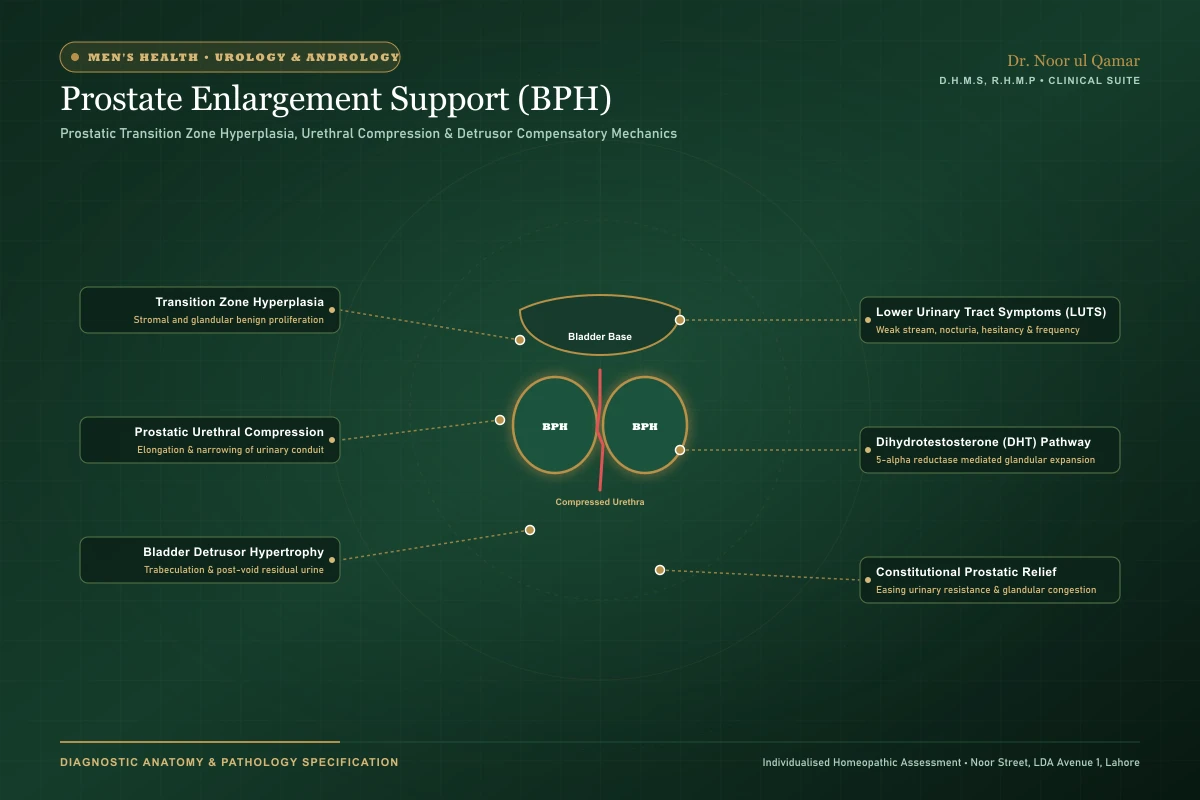 MEN'S HEALTH • UROLOGY & ANDROLOGY
Prostate Enlargement Support (BPH)
Prostatic Transition Zone Hyperplasia, Urethral Compression & Detrusor Compensatory Mechanics
Dr. Noor ul Qamar
D.H.M.S, R.H.M.P • CLINICAL SUITE
Transition Zone Hyperplasia
Stromal and glandular benign proliferation
Prostatic Urethral Compression
Elongation & narrowing of urinary conduit
Bladder Detrusor Hypertrophy
Trabeculation & post-void residual urine
Bladder Base
BPH
BPH
Compressed Urethra
Lower Urinary Tract Symptoms (LUTS)
Weak stream, nocturia, hesitancy & frequency
Dihydrotestosterone (DHT) Pathway
5-alpha reductase mediated glandular expansion
Constitutional Prostatic Relief
Easing urinary resistance & glandular congestion
DIAGNOSTIC ANATOMY & PATHOLOGY SPECIFICATION
Individualised Homeopathic Assessment • Noor Street, LDA Avenue 1, Lahore